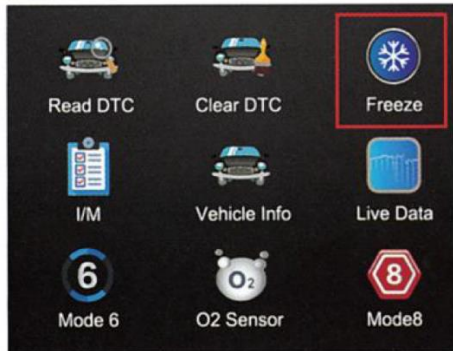 Read DTC
Clear DTC
Freeze
I/M
Vehicle Info
Live Data
6
O2
8
Mode 6
O2 Sensor
Mode8